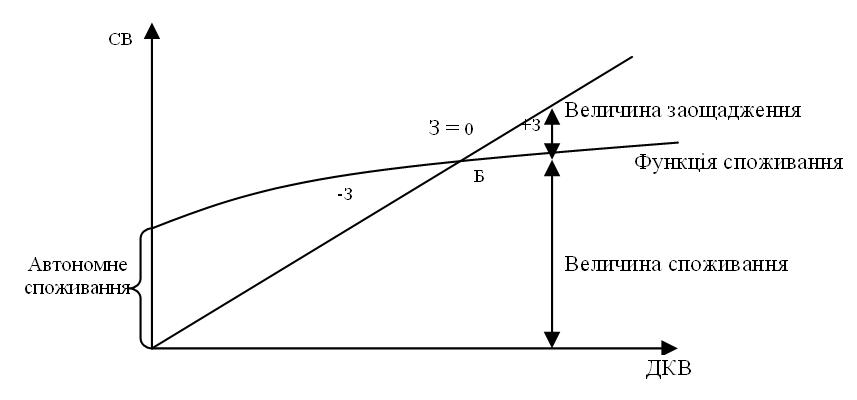 СВ
Величина заощадження
З = 0
+З
Функція споживання
Б
-З
Автономне
споживання
Величина споживання
ДКВ